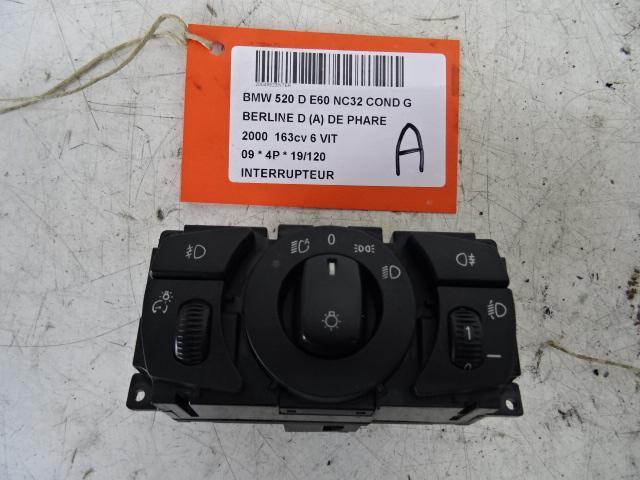 BMW 520 D E60 NC32 COND G
BERLINE D (A) DE PHARE
2000 163cv 6 VIT
09 * 4P * 19/120
INTERRUPTEUR
A
0
1